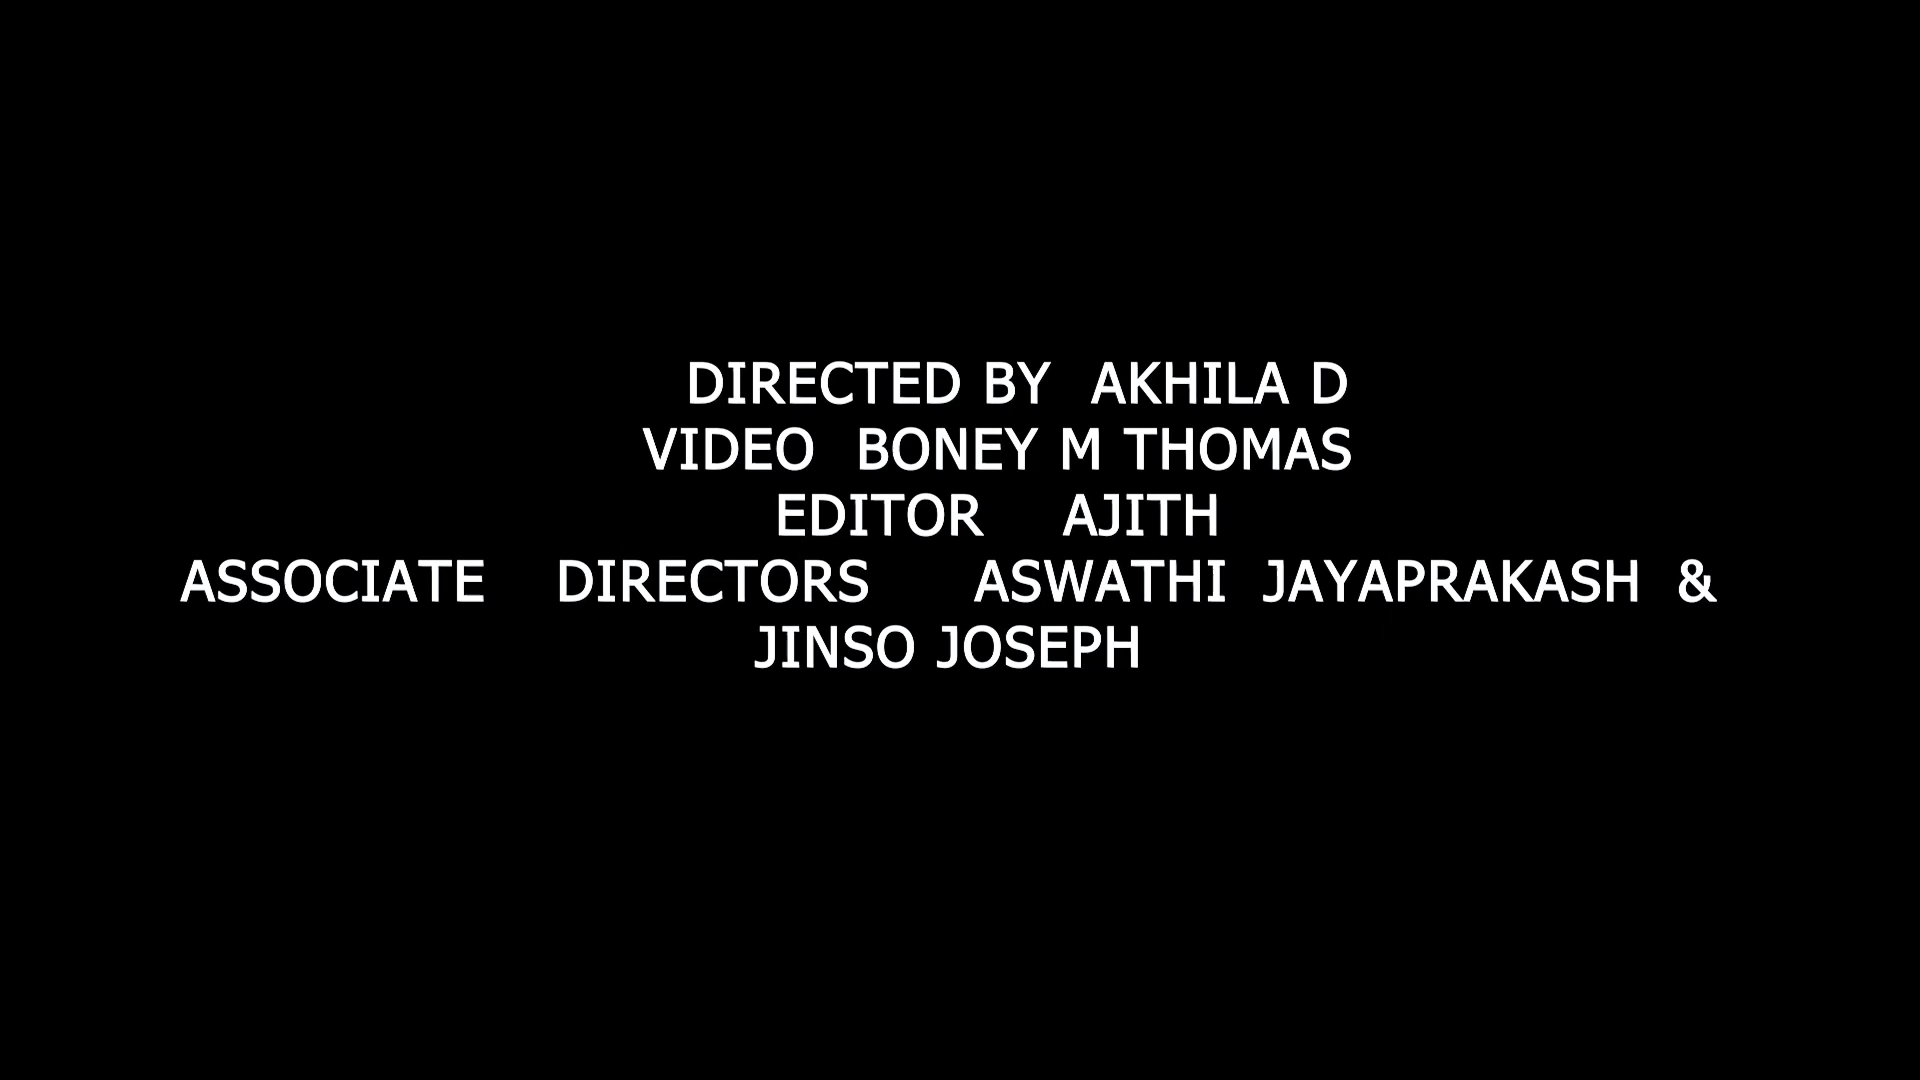 DIRECTED BY AKHILA D
VIDEO BONEY M THOMAS
EDITOR AJITH
ASSOCIATE DIRECTORS ASWATHI JAYAPRAKASH &
JINSO JOSEPH